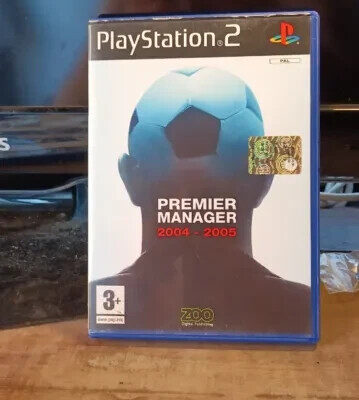 PlayStation®2
PAL
PREMIER
MANAGER
2004 - 2005
3+
www.pegi.info
ZOO
Digital Publishing
S